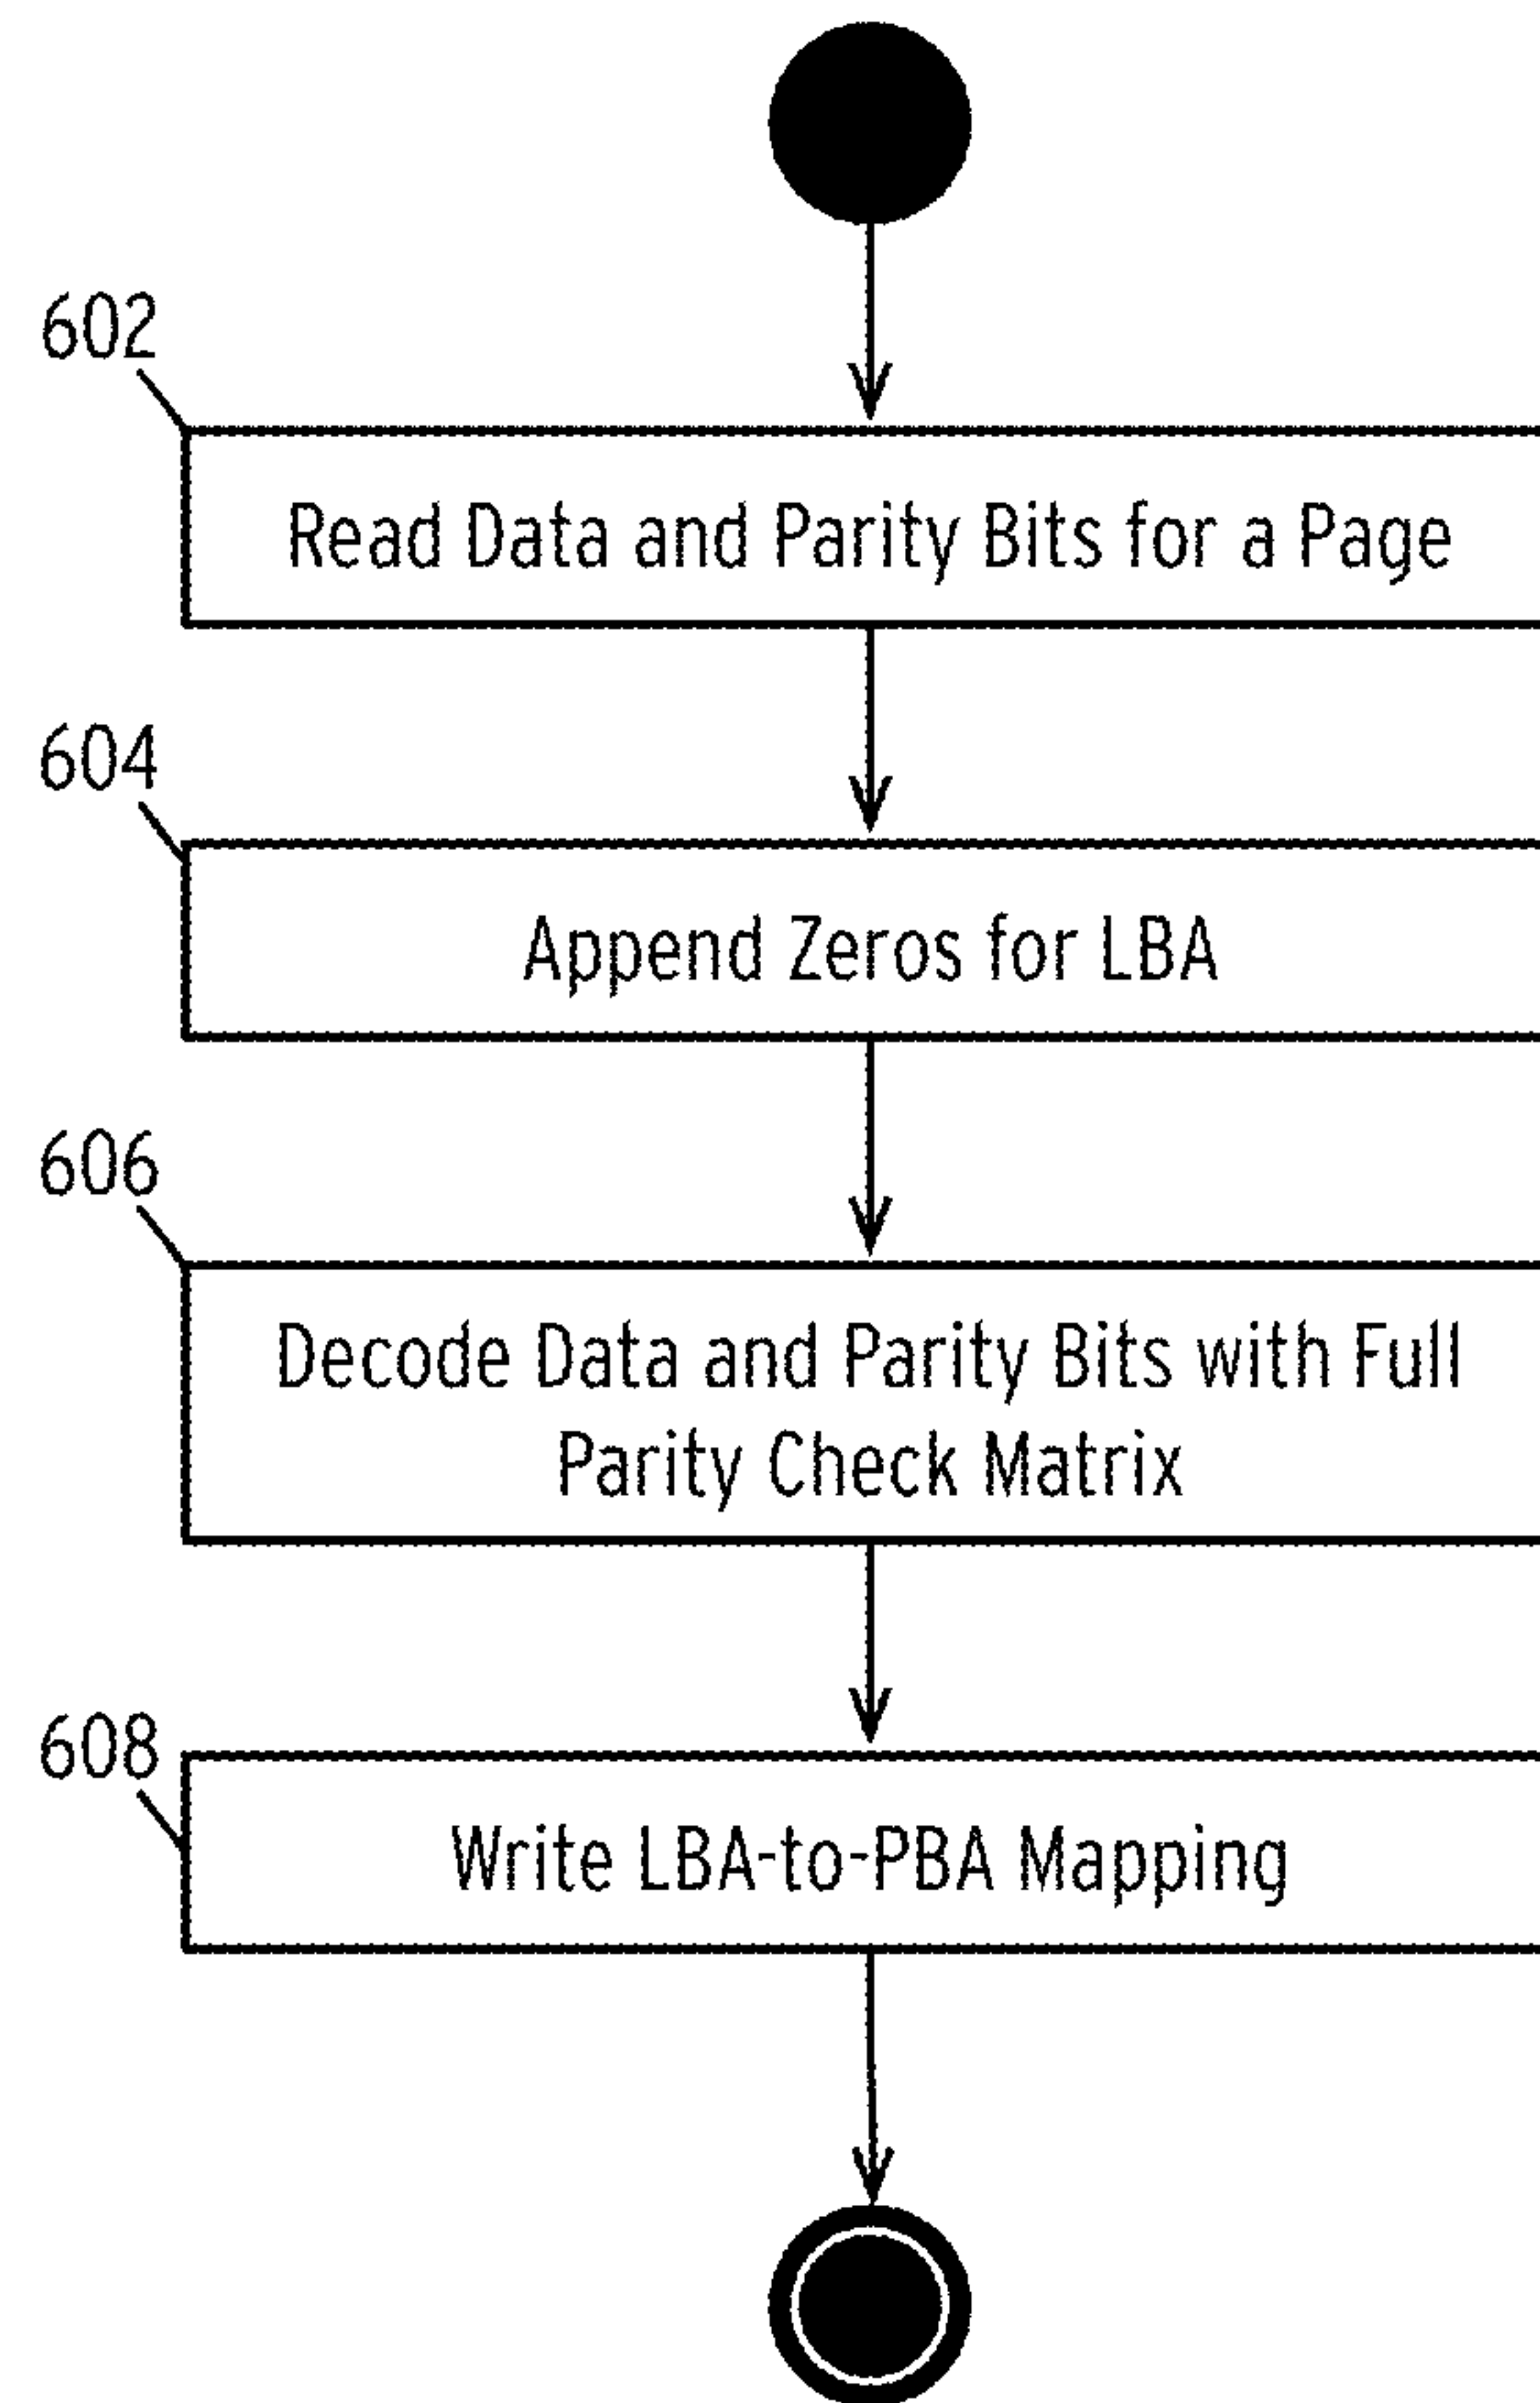 602
Read Data and Parity Bits for a Page
604
Append Zeros for LBA
606
Decode Data and Parity Bits with Full
Parity Check Matrix
608
Write LBA-to-PBA Mapping